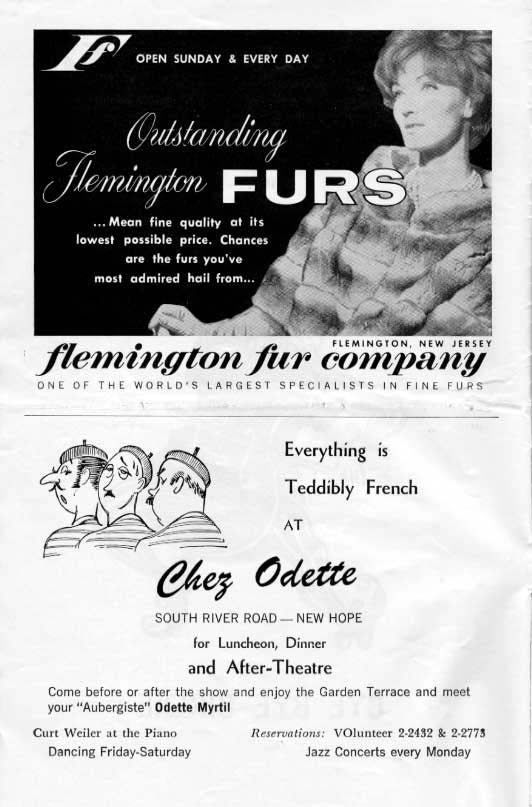 Ff OPEN SUNDAY & EVERY DAY
Outstanding
Flemington FURS
...Mean fine quality at its
lowest possible price. Chances
are the furs you've
most admired hail from...
FLEMINGTON, NEW JERSEY
flemington fur company
ONE OF THE WORLD'S LARGEST SPECIALISTS IN FINE FURS
Everything is
Teddibly French
AT
Chez Odette
SOUTH RIVER ROAD — NEW HOPE
for Luncheon, Dinner
and After-Theatre
Come before or after the show and enjoy the Garden Terrace and meet
your "Aubergiste" Odette Myrtil
Curt Weiler at the Piano
Dancing Friday-Saturday
Reservations: VOlunteer 2-2432 & 2-2773
Jazz Concerts every Monday